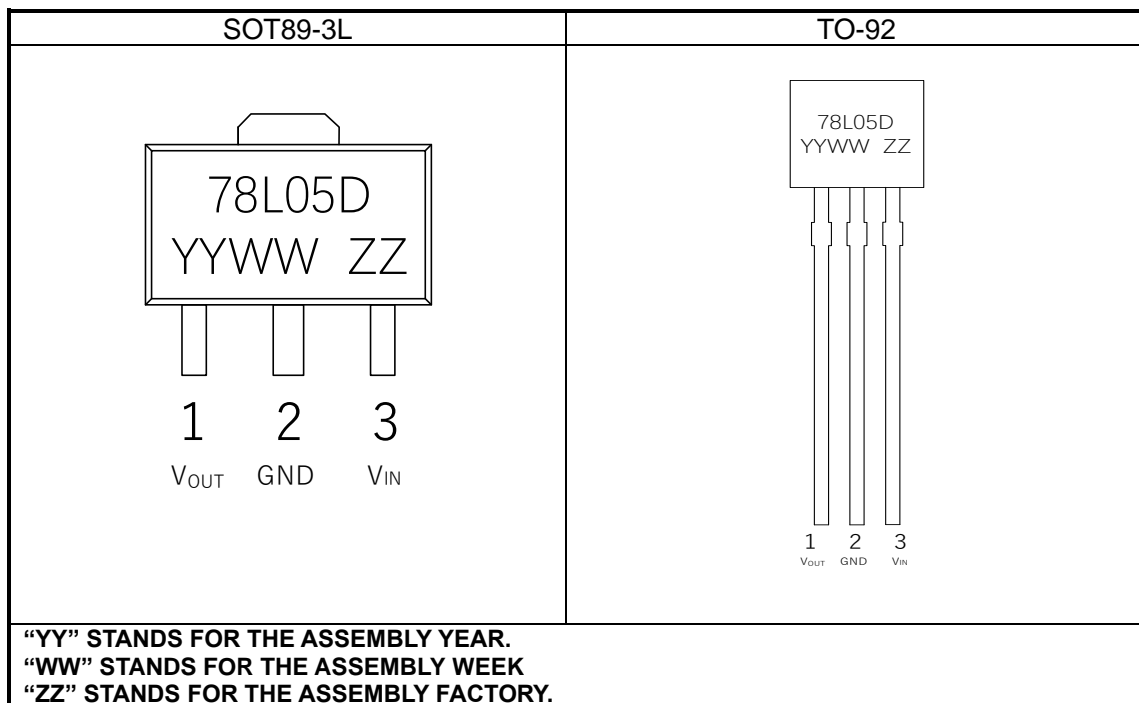 SOT89-3L
TO-92
78L05D
YYWW ZZ
1 2 3
VOUT GND VIN
78L05D
YYWW ZZ
1 2 3
VOUT GND VIN
“YY” STANDS FOR THE ASSEMBLY YEAR.
“WW” STANDS FOR THE ASSEMBLY WEEK
“ZZ” STANDS FOR THE ASSEMBLY FACTORY.